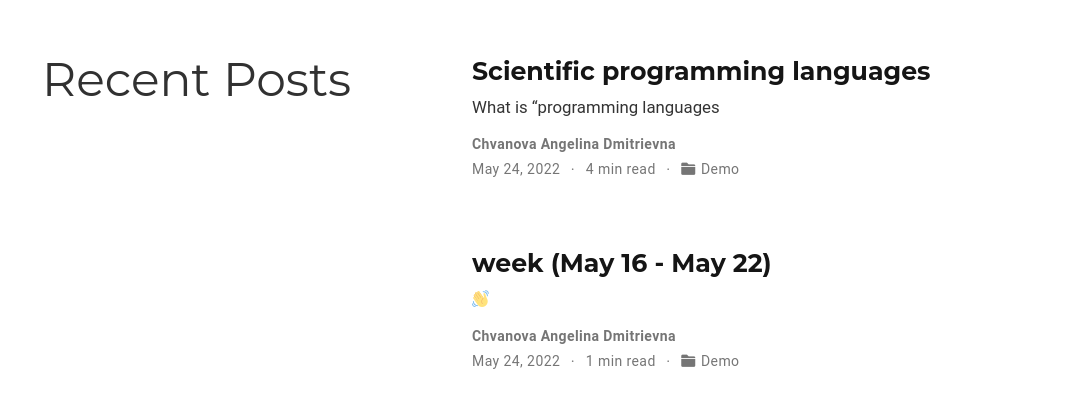 Recent Posts
Scientific programming languages
What is “programming languages
Chvanova Angelina Dmitrievna
May 24, 2022 · 4 min read · Demo
week (May 16 - May 22)
👋
Chvanova Angelina Dmitrievna
May 24, 2022 · 1 min read · Demo